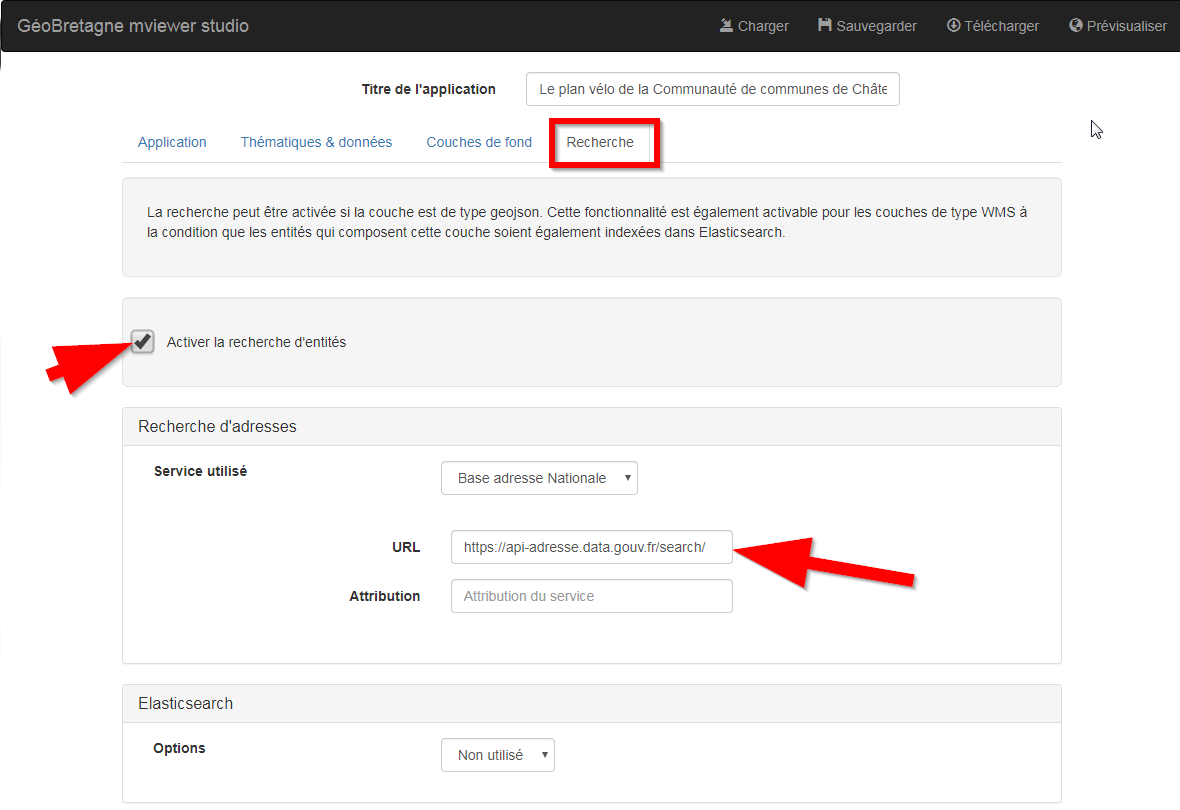 GéoBretagne mviewer studio
Charger
Sauvegarder
Télécharger
Prévisualiser
Titre de l'application
Le plan vélo de la Communauté de communes de Châte
Application
Thématiques & données
Couches de fond
Recherche
La recherche peut être activée si la couche est de type geojson. Cette fonctionnalité est également activable pour les couches de type WMS à
la condition que les entités qui composent cette couche soient également indexées dans Elasticsearch.
Activer la recherche d'entités
Recherche d'adresses
Service utilisé
Base adresse Nationale
URL
https://api-adresse.data.gouv.fr/search/
Attribution
Attribution du service
Elasticsearch
Options
Non utilisé